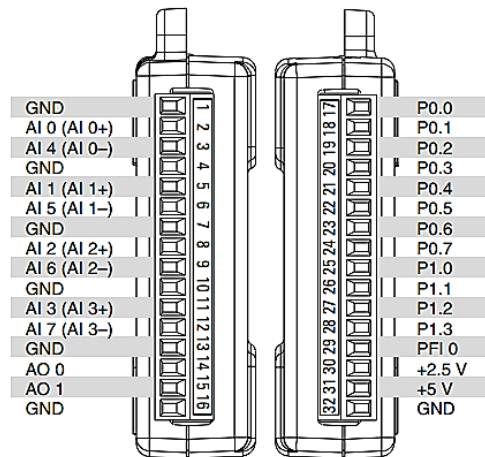 GND 1 17 P0.0
AI 0 (AI 0+) 2 18 P0.1
AI 4 (AI 0–) 3 19 P0.2
GND 4 20 P0.3
AI 1 (AI 1+) 5 21 P0.4
AI 5 (AI 1–) 6 22 P0.5
GND 7 23 P0.6
AI 2 (AI 2+) 8 24 P0.7
AI 6 (AI 2–) 9 25 P1.0
GND 10 26 P1.1
AI 3 (AI 3+) 11 27 P1.2
AI 7 (AI 3–) 12 28 P1.3
GND 13 29 PFI 0
AO 0 14 30 +2.5 V
AO 1 15 31 +5 V
GND 16 32 GND